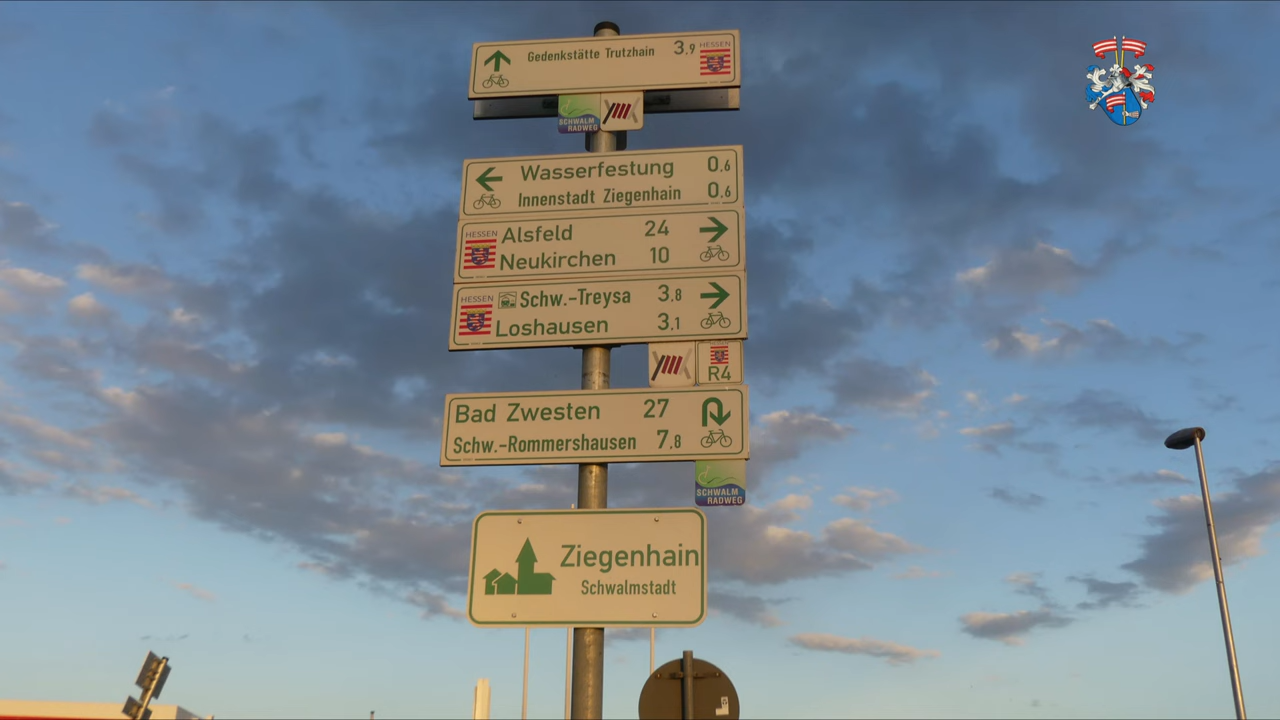 Gedenkstätte Trutzhain 3,9 HESSEN
SCHWALM
RADWEG
Wasserfestung 0,6
Innenstadt Ziegenhain 0,6
HESSEN Alsfeld 24
Neukirchen 10
HESSEN Schw.-Treysa 3,8
Loshausen 3,1
R4
Bad Zwesten 27
Schw.-Rommershausen 7,8
SCHWALM
RADWEG
Ziegenhain
Schwalmstadt